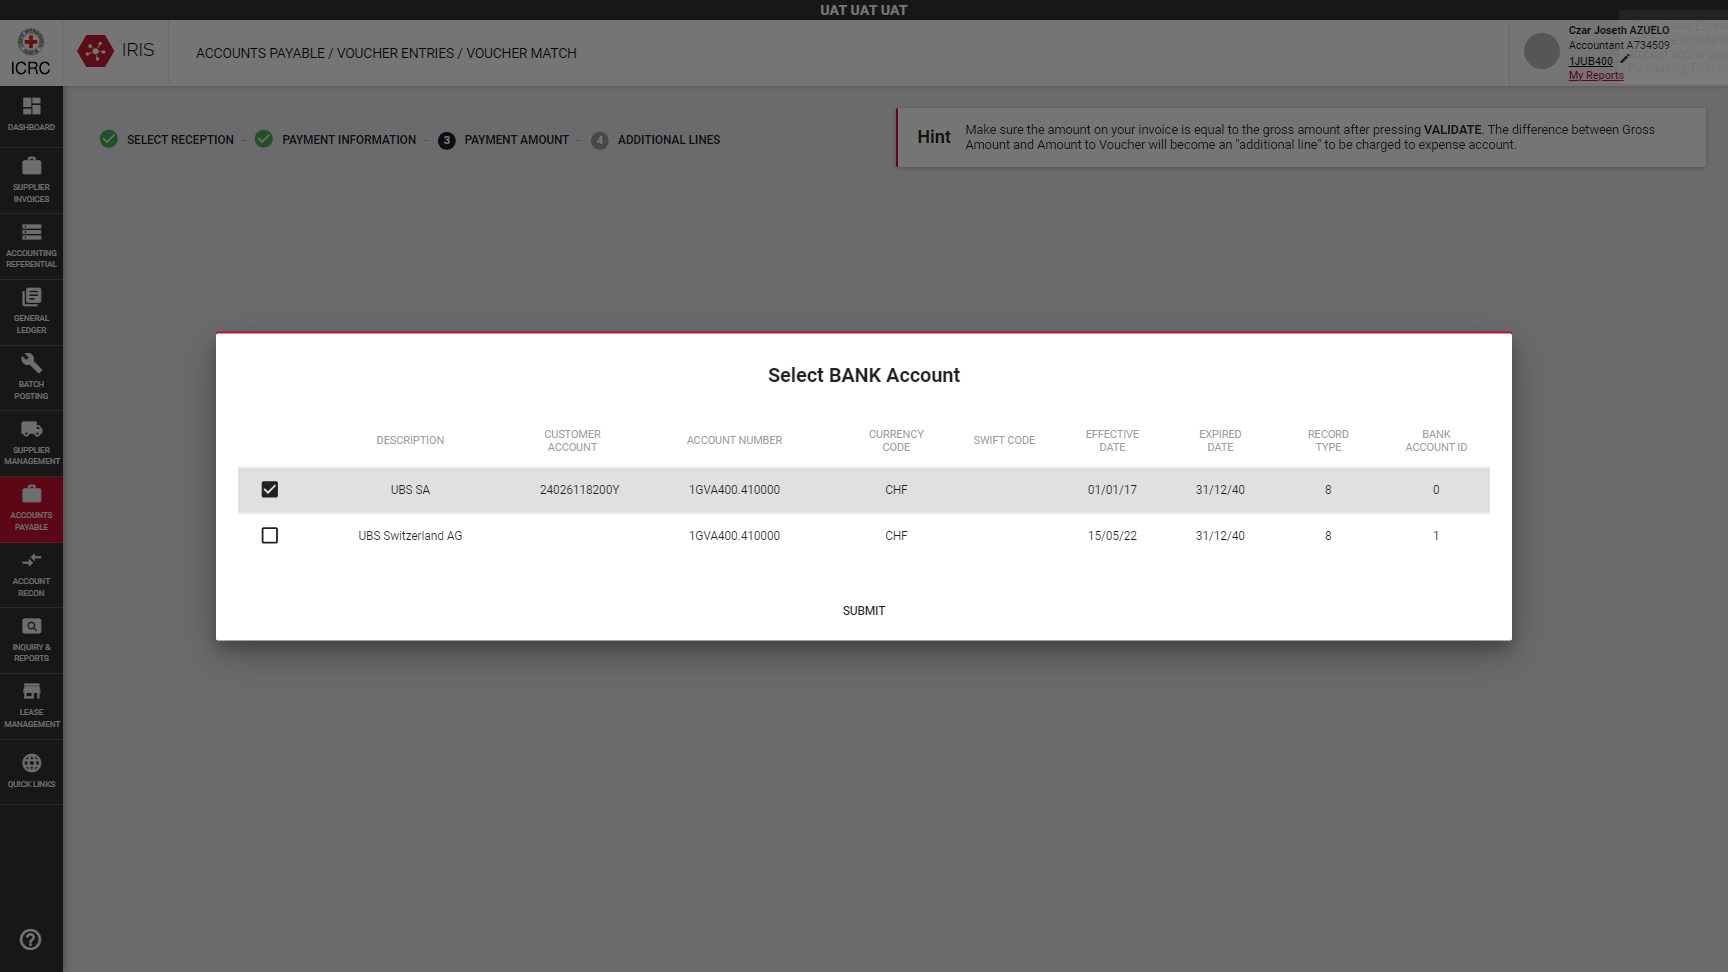 UAT UAT UAT
ICRC
IRIS
ACCOUNTS PAYABLE / VOUCHER ENTRIES / VOUCHER MATCH
Czar Joseth AZUELO
Accountant A734509
1JUB400
My Reports
DASHBOARD
SUPPLIER
INVOICES
ACCOUNTING
REFERENTIAL
GENERAL
LEDGER
BATCH
POSTING
SUPPLIER
MANAGEMENT
ACCOUNTS
PAYABLE
ACCOUNT
RECON
INQUIRY &
REPORTS
LEASE
MANAGEMENT
QUICK LINKS
SELECT RECEPTION
PAYMENT INFORMATION
3 PAYMENT AMOUNT
4 ADDITIONAL LINES
Hint
Make sure the amount on your invoice is equal to the gross amount after pressing VALIDATE. The difference between Gross
Amount and Amount to Voucher will become an "additional line" to be charged to expense account.
Select BANK Account
DESCRIPTION CUSTOMER ACCOUNT ACCOUNT NUMBER CURRENCY CODE SWIFT CODE EFFECTIVE DATE EXPIRED DATE RECORD TYPE BANK ACCOUNT ID
UBS SA 24026118200Y 1GVA400.410000 CHF 01/01/17 31/12/40 8 0
UBS Switzerland AG 1GVA400.410000 CHF 15/05/22 31/12/40 8 1
SUBMIT